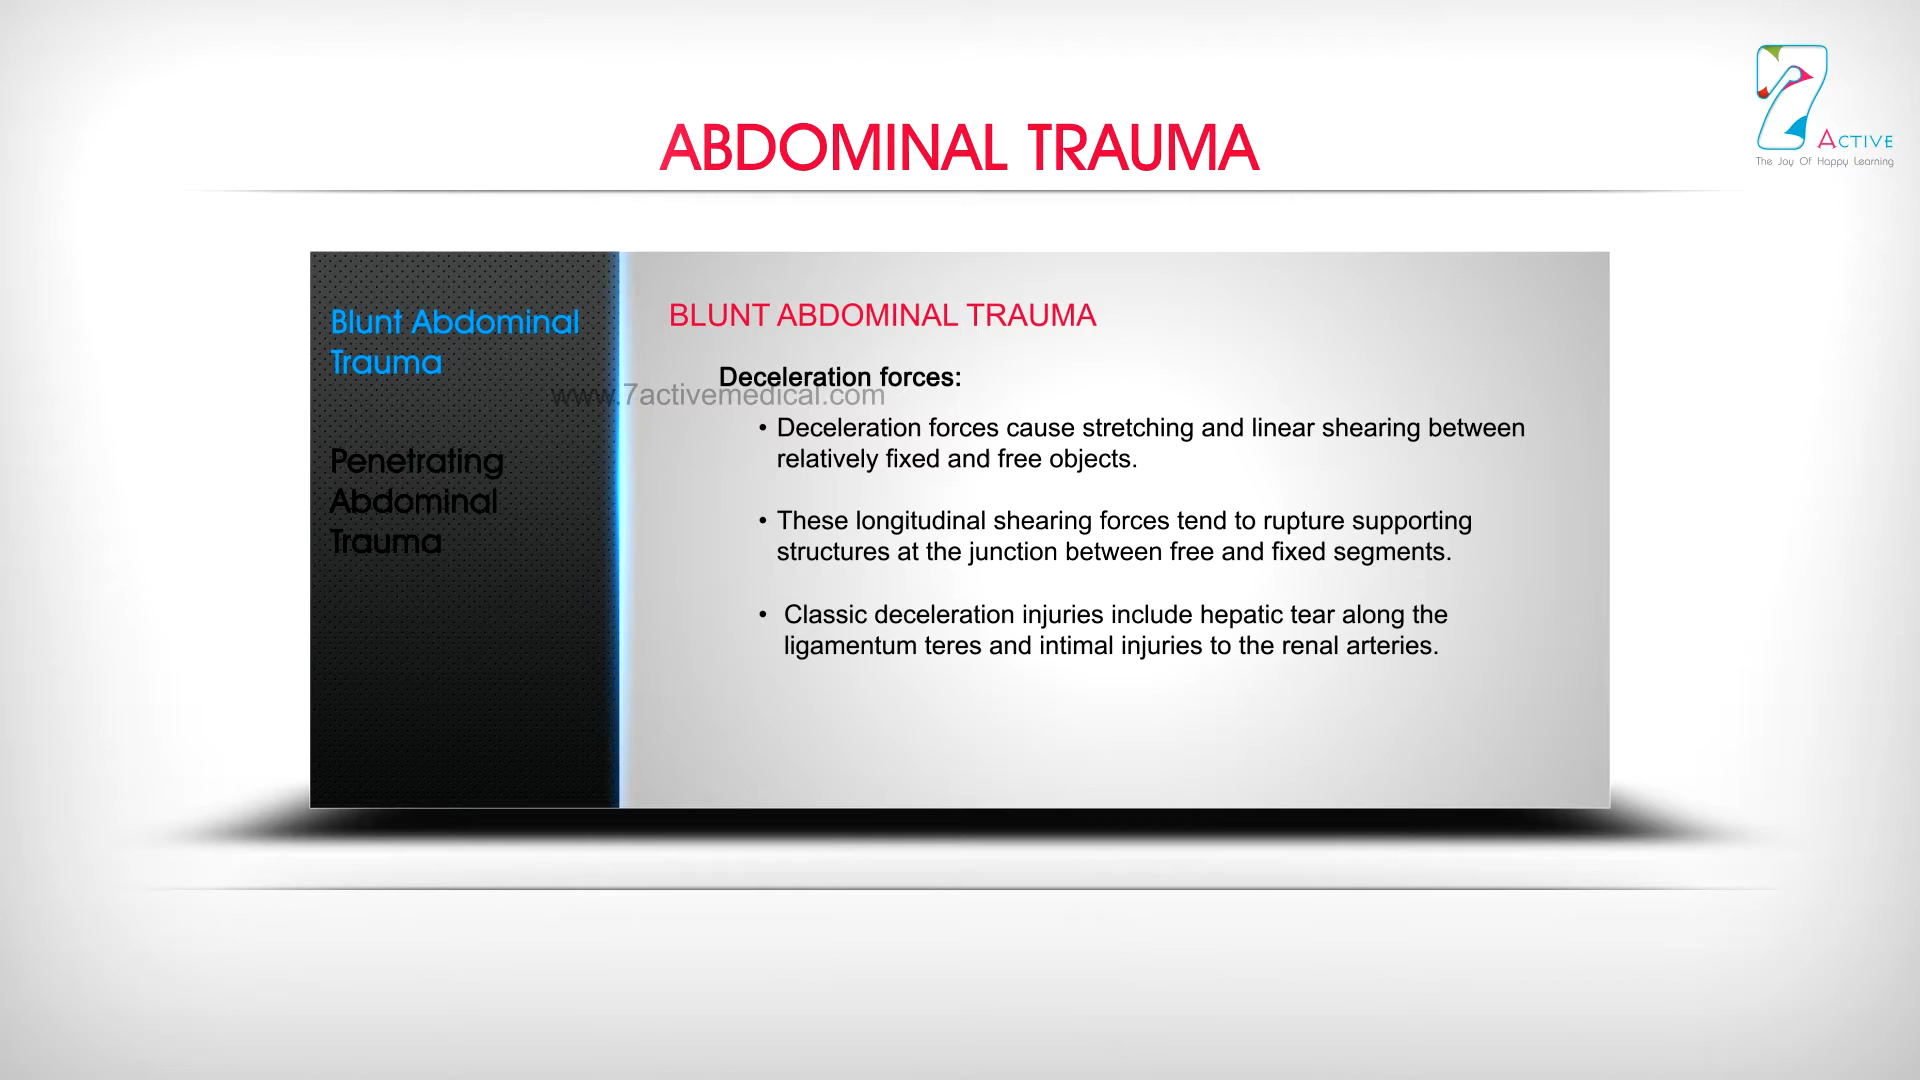 ABDOMINAL TRAUMA
7 ACTIVE
The Joy Of Happy Learning
Blunt Abdominal
Trauma
Penetrating
Abdominal
Trauma
BLUNT ABDOMINAL TRAUMA
Deceleration forces:
www.7activemedical.com
• Deceleration forces cause stretching and linear shearing between
relatively fixed and free objects.
• These longitudinal shearing forces tend to rupture supporting
structures at the junction between free and fixed segments.
• Classic deceleration injuries include hepatic tear along the
ligamentum teres and intimal injuries to the renal arteries.